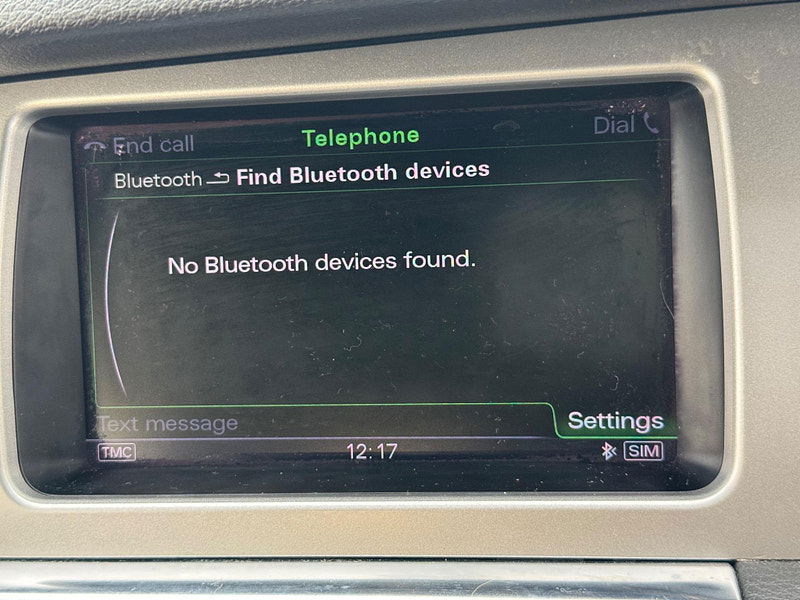 End call Telephone Dial
Bluetooth Find Bluetooth devices
No Bluetooth devices found.
Text message Settings
TMC 12:17 SIM